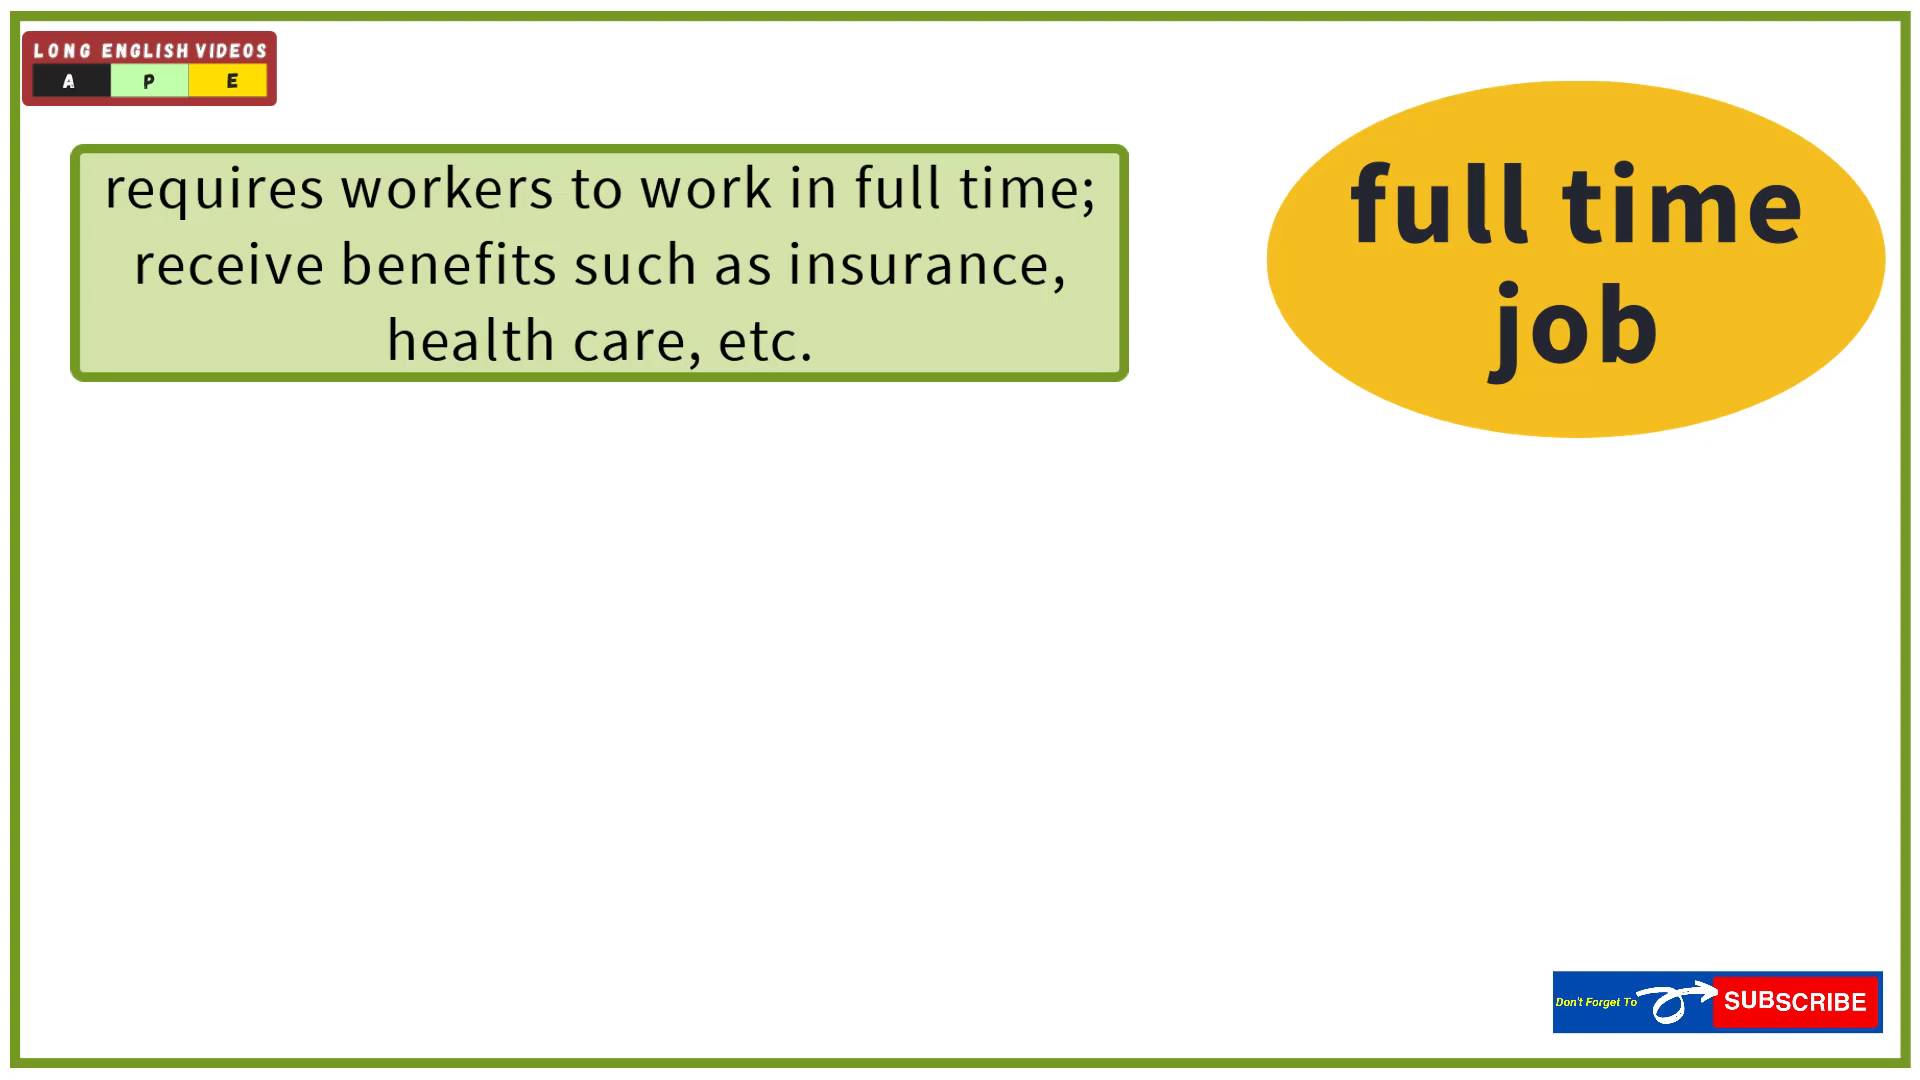 LONG ENGLISH VIDEOS
A P E
requires workers to work in full time;
receive benefits such as insurance,
health care, etc.
full time
job
Don't Forget To
SUBSCRIBE